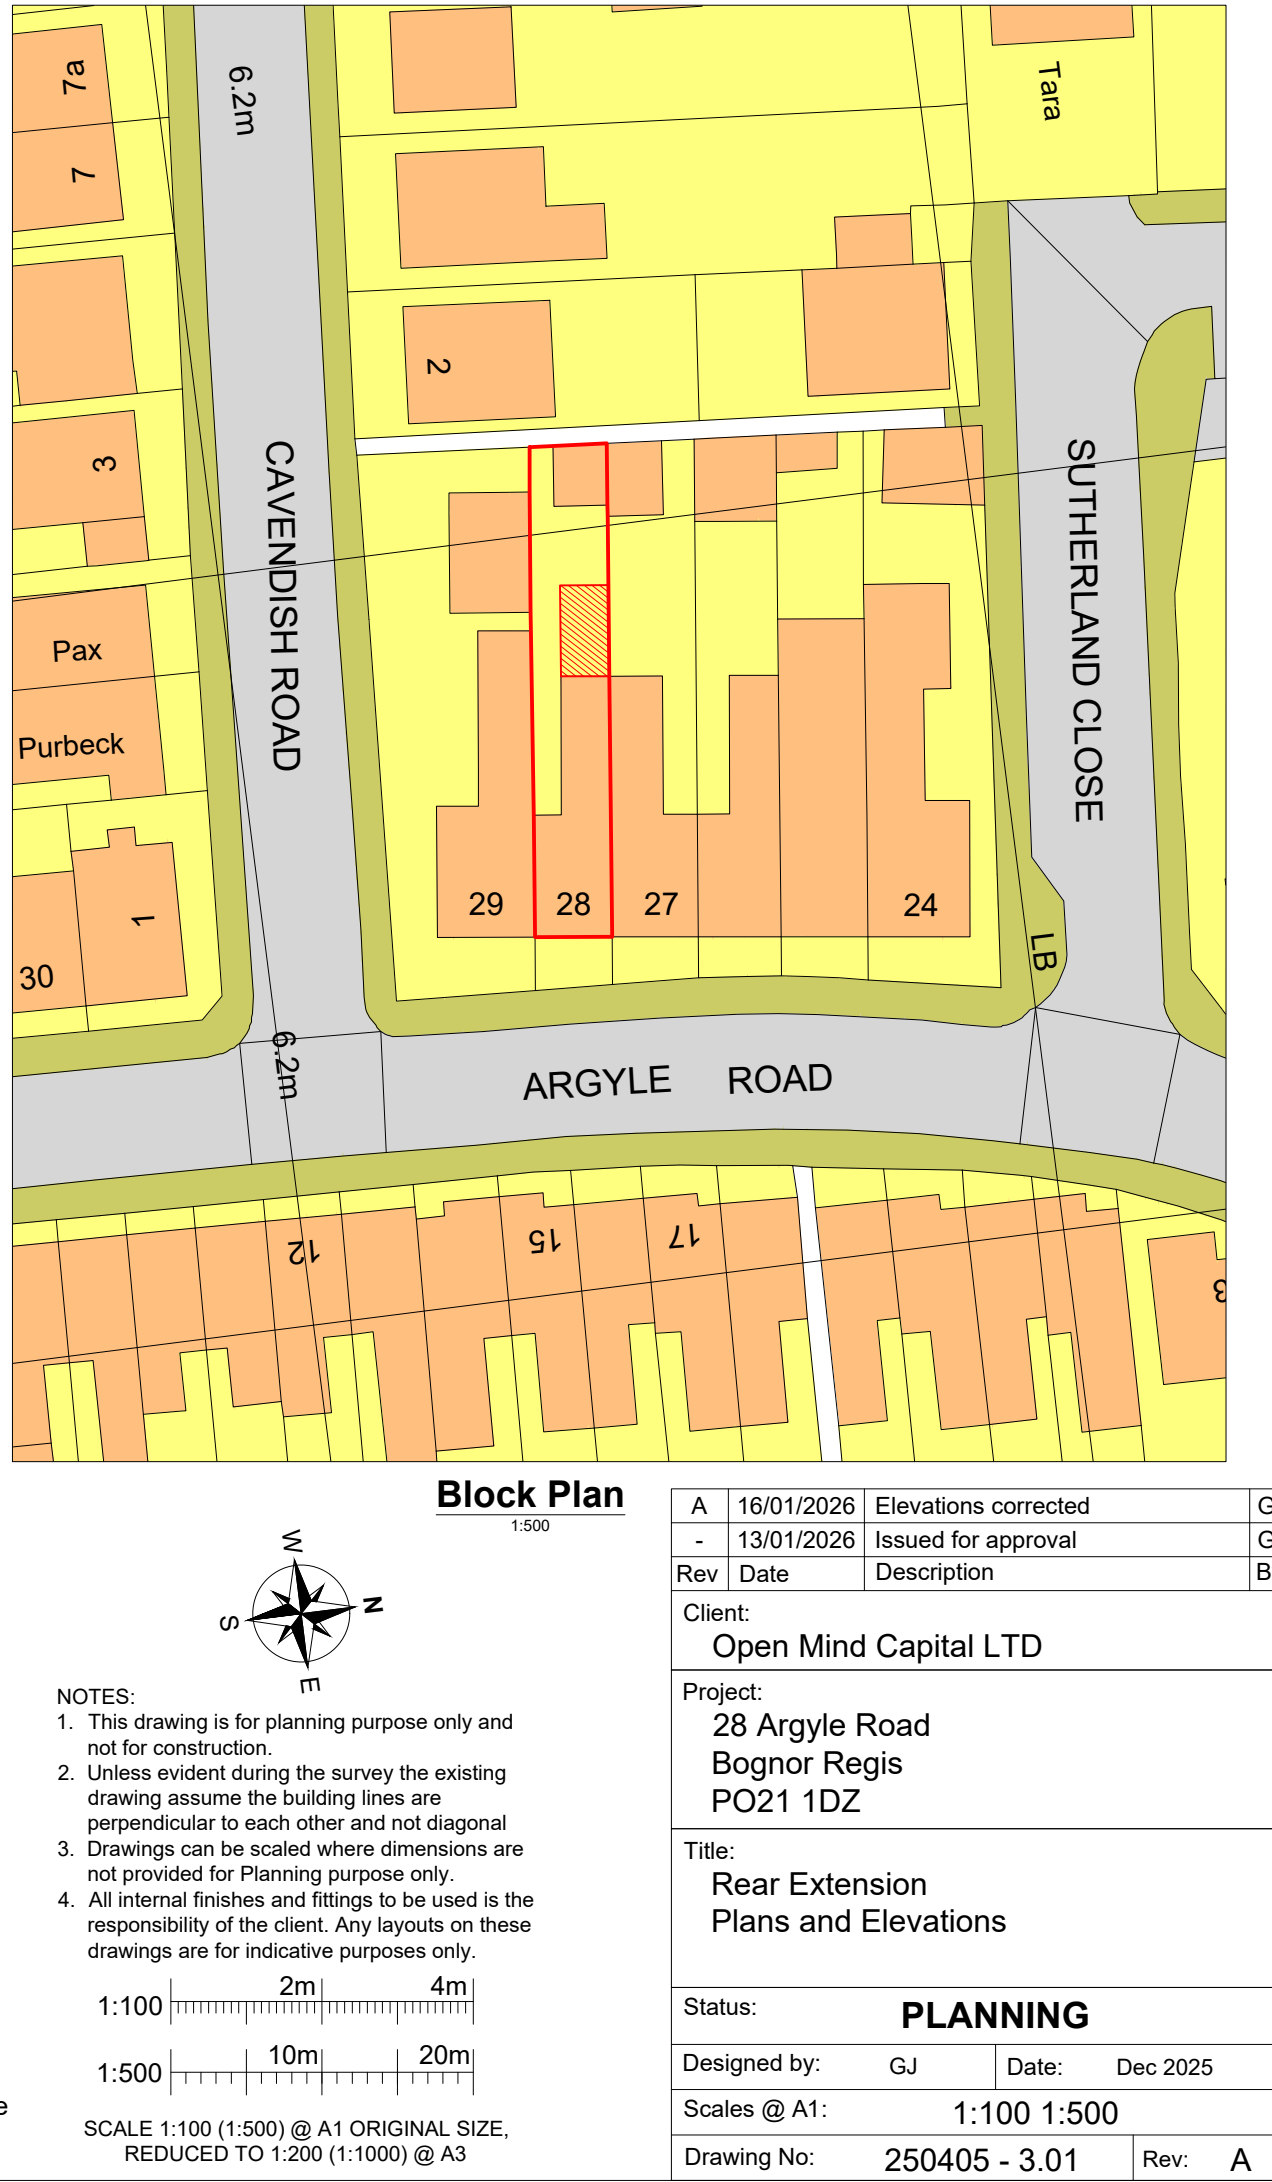 7a
6.2m
Tara
7
2
3
CAVENDISH ROAD
SUTHERLAND CLOSE
Pax
Purbeck
29
28
27
24
1
30
LB
6.2m
ARGYLE ROAD
12
15
17
3
Block Plan
1:500
W
N
S
E
NOTES:
1. This drawing is for planning purpose only and
not for construction.
2. Unless evident during the survey the existing
drawing assume the building lines are
perpendicular to each other and not diagonal
3. Drawings can be scaled where dimensions are
not provided for Planning purpose only.
4. All internal finishes and fittings to be used is the
responsibility of the client. Any layouts on these
drawings are for indicative purposes only.
2m 4m
1:100
10m 20m
1:500
SCALE 1:100 (1:500) @ A1 ORIGINAL SIZE,
REDUCED TO 1:200 (1:1000) @ A3
A 16/01/2026 Elevations corrected
- 13/01/2026 Issued for approval
Rev Date Description
Client:
Open Mind Capital LTD
Project:
28 Argyle Road
Bognor Regis
PO21 1DZ
Title:
Rear Extension
Plans and Elevations
Status: PLANNING
Designed by: GJ Date: Dec 2025
Scales @ A1: 1:100 1:500
Drawing No: 250405 - 3.01 Rev: A